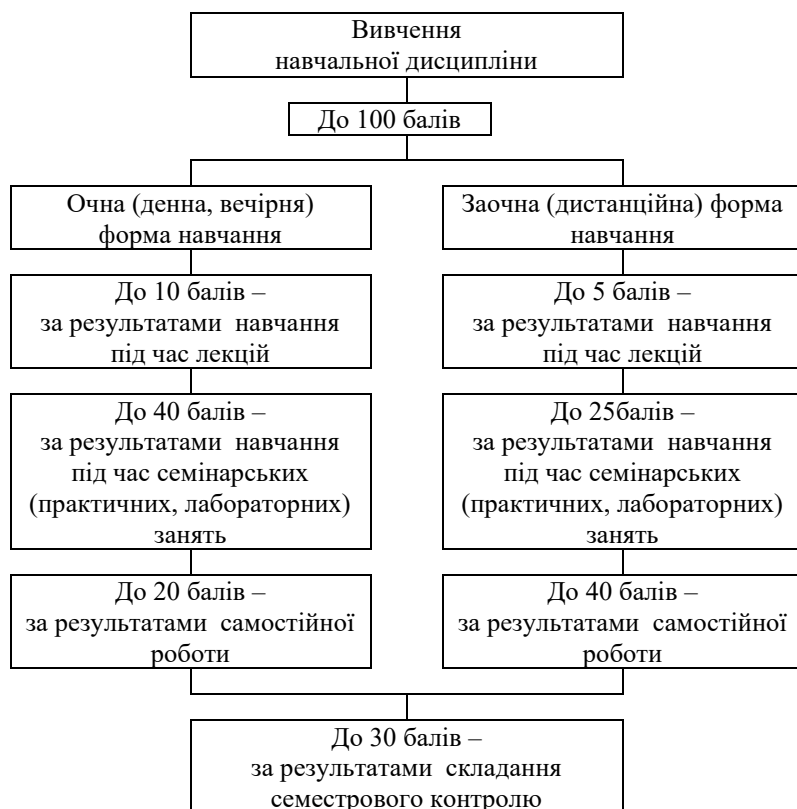 Вивчення
навчальної дисципліни
До 100 балів
Очна (денна, вечірня)
форма навчання
Заочна (дистанційна) форма
навчання
До 10 балів –
за результатами навчання
під час лекцій
До 5 балів –
за результатами навчання
під час лекцій
До 40 балів –
за результатами навчання
під час семінарських
(практичних, лабораторних)
занять
До 25балів –
за результатами навчання
під час семінарських
(практичних, лабораторних)
занять
До 20 балів –
за результатами самостійної
роботи
До 40 балів –
за результатами самостійної
роботи
До 30 балів –
за результатами складання
семестрового контролю